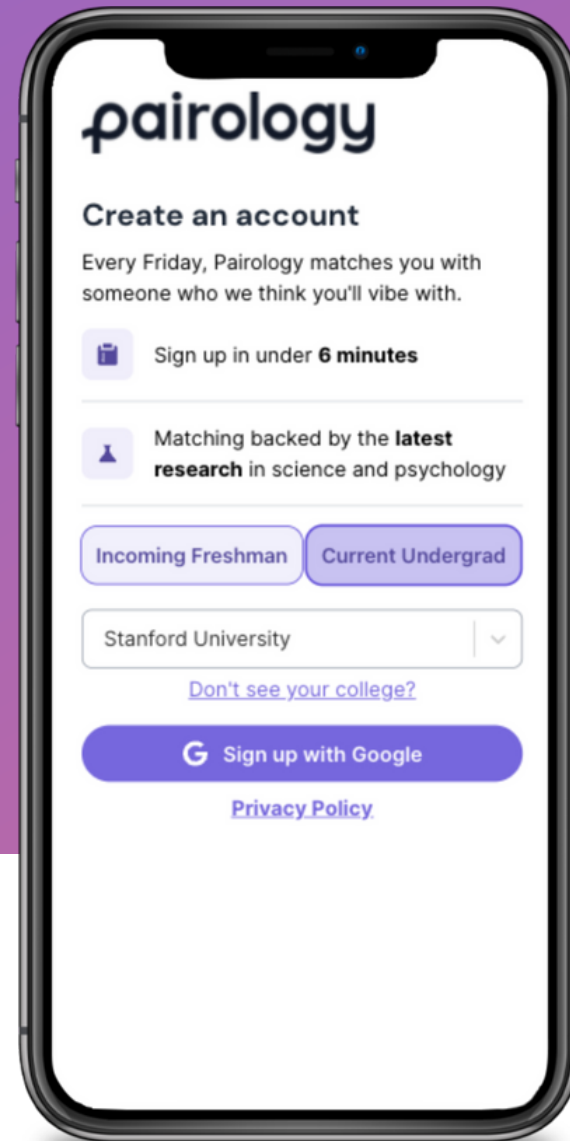 pairology
Create an account
Every Friday, Pairology matches you with
someone who we think you'll vibe with.
Sign up in under 6 minutes
Matching backed by the latest
research in science and psychology
Incoming Freshman
Current Undergrad
Stanford University
Don't see your college?
G Sign up with Google
Privacy Policy